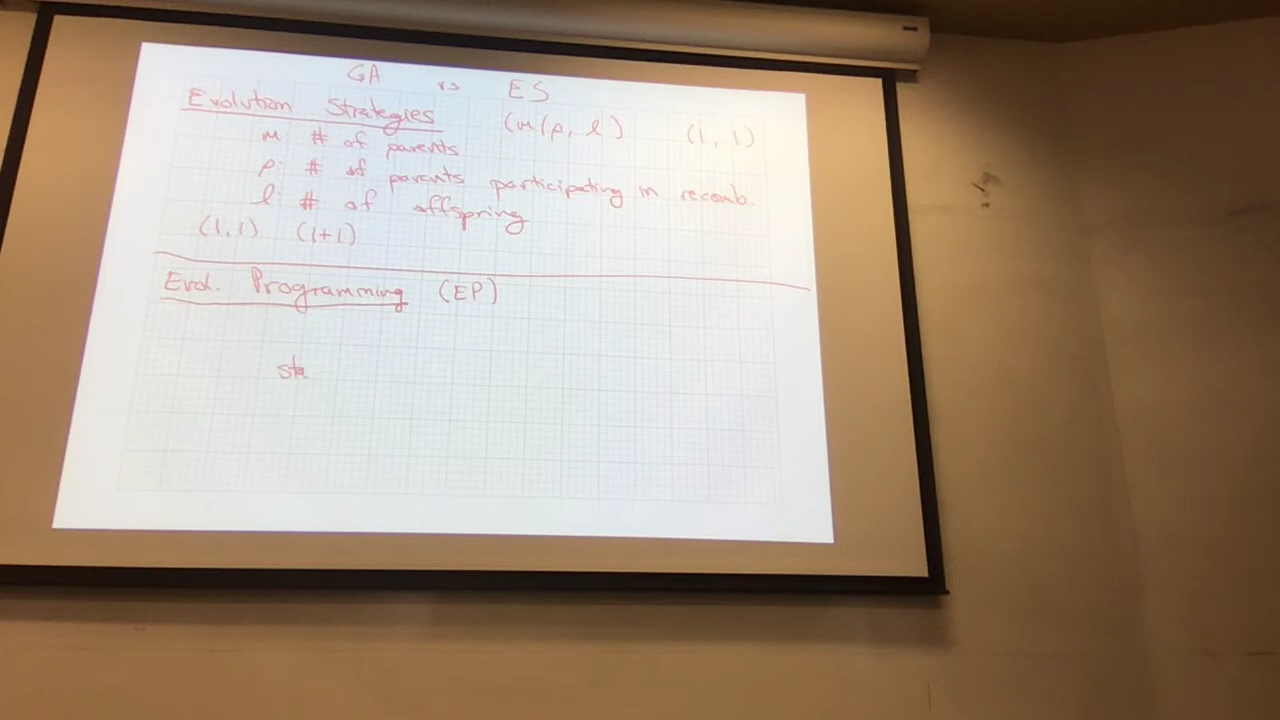 GA vs ES
Evolution Strategies (m/ρ, l) (1, 1)
m: # of parents
ρ: # of parents participating in recomb.
l: # of offspring
(1,1) (1+1)
Evol. Programming (EP)
sta